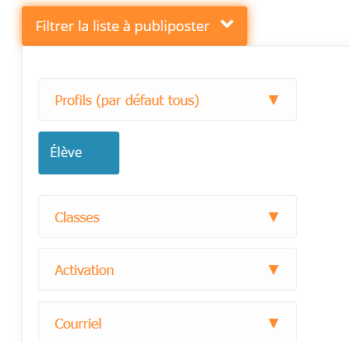 Filtrer la liste à publiposter
Profils (par défaut tous)
Élève
Classes
Activation
Courriel